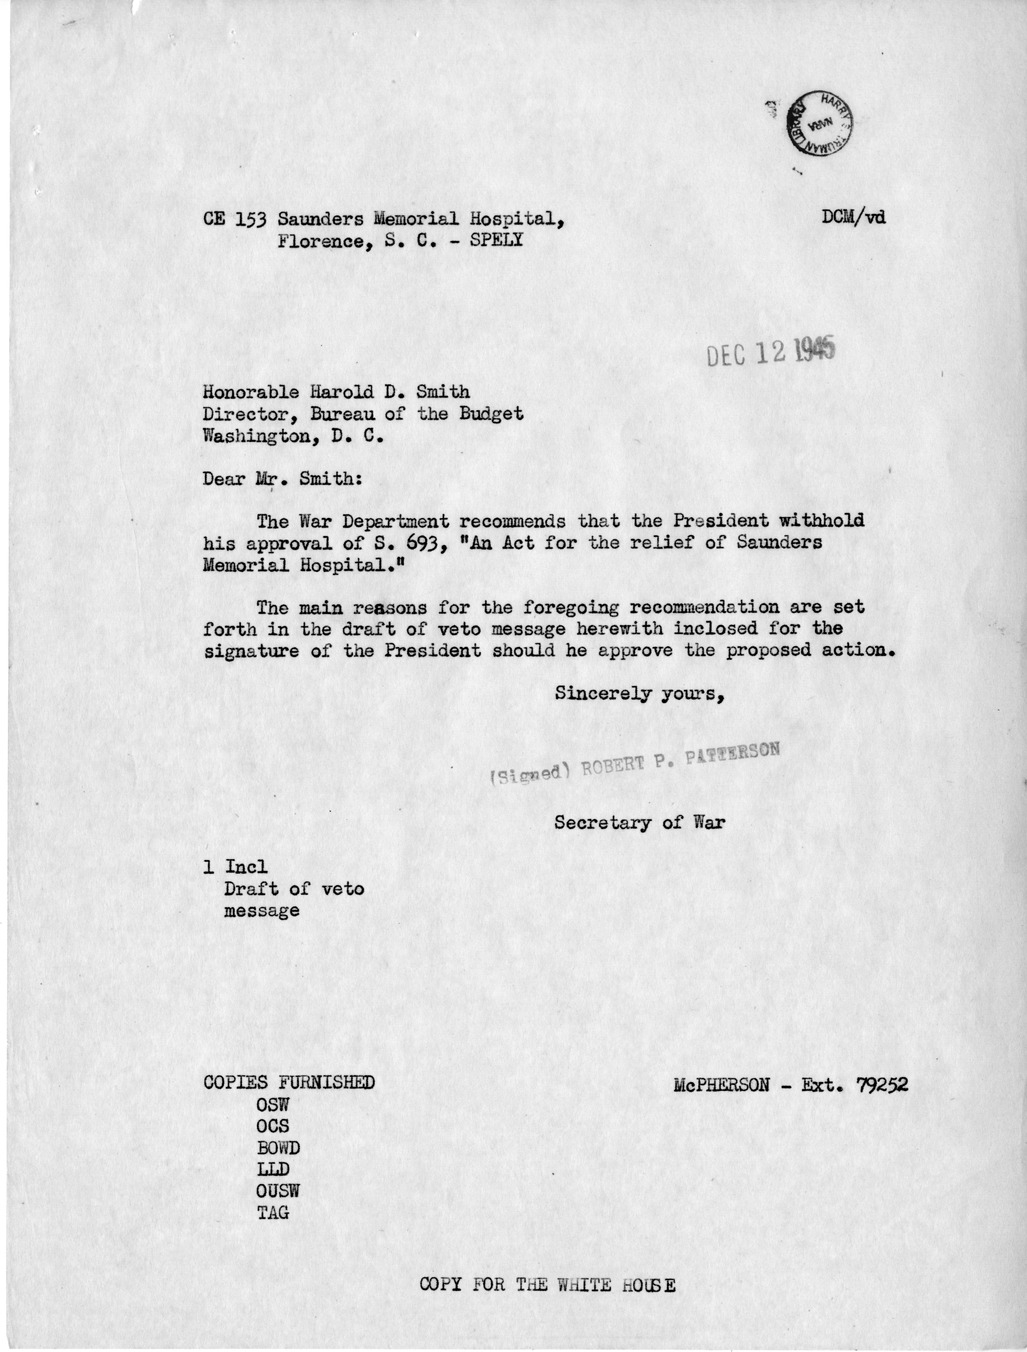 HARRY S. TRUMAN LIBRARY
NARA
CE 153 Saunders Memorial Hospital,
DCM/vd
Florence, S. C. - SPELY
DEC 12 1945
Honorable Harold D. Smith
Director, Bureau of the Budget
Washington, D. C.
Dear Mr. Smith:
The War Department recommends that the President withhold
his approval of S. 693, "An Act for the relief of Saunders
Memorial Hospital."
The main reasons for the foregoing recommendation are set
forth in the draft of veto message herewith inclosed for the
signature of the President should he approve the proposed action.
Sincerely yours,
(Signed) ROBERT P. PATTERSON
Secretary of War
1 Incl
Draft of veto
message
COPIES FURNISHED
McPHERSON - Ext. 79252
OSW
OCS
BOWD
LLD
OUSW
TAG
COPY FOR THE WHITE HOUSE